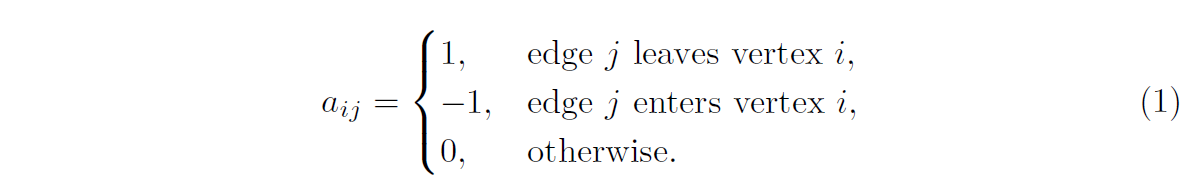 1, edge j leaves vertex i,
a_{ij} = { −1, edge j enters vertex i, (1)
0, otherwise.